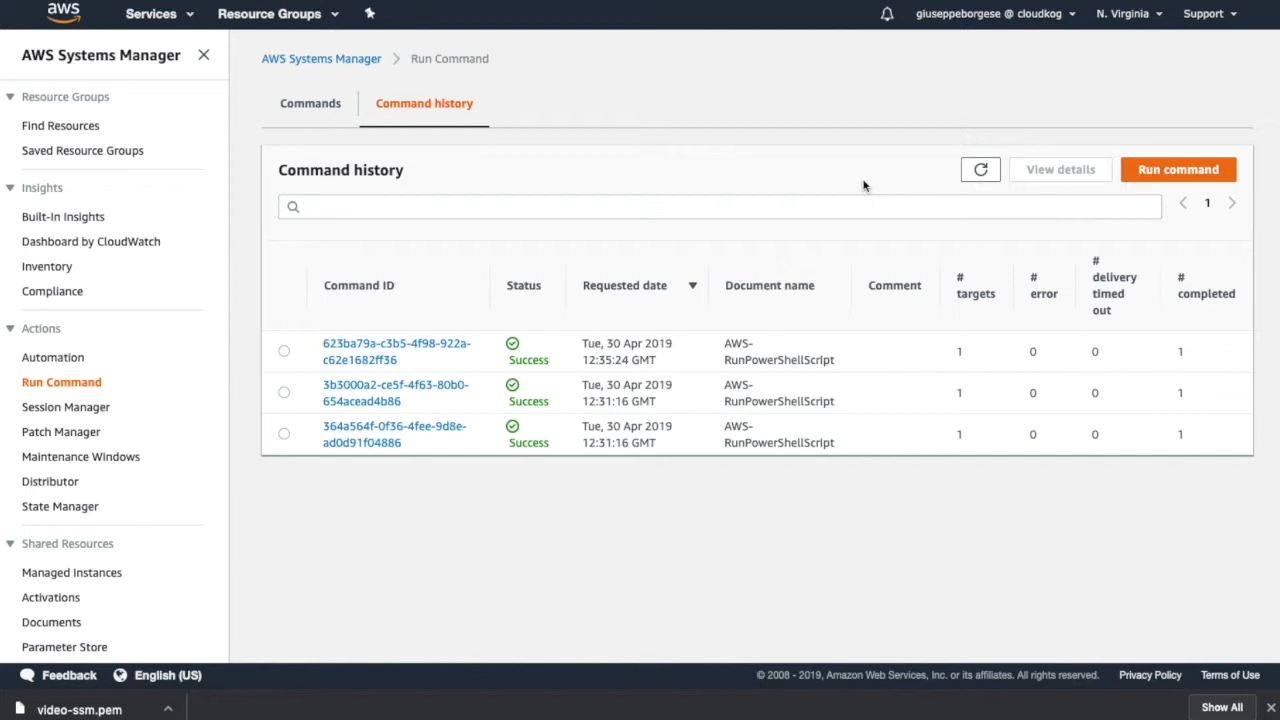 aws
Services
Resource Groups
giuseppeborgese @ cloudkog
N. Virginia
Support
AWS Systems Manager
Resource Groups
Find Resources
Saved Resource Groups
Insights
Built-In Insights
Dashboard by CloudWatch
Inventory
Compliance
Actions
Automation
Run Command
Session Manager
Patch Manager
Maintenance Windows
Distributor
State Manager
Shared Resources
Managed Instances
Activations
Documents
Parameter Store
AWS Systems Manager > Run Command
Commands
Command history
Command history
View details
Run command
1
Command ID
Status
Requested date
Document name
Comment
#
targets
#
error
#
delivery
timed
out
#
completed
623ba79a-c3b5-4f98-922a-
c62e1682ff36
Success
Tue, 30 Apr 2019
12:35:24 GMT
AWS-
RunPowerShellScript
1
0
0
1
3b3000a2-ce5f-4f63-80b0-
654acead4b86
Success
Tue, 30 Apr 2019
12:31:16 GMT
AWS-
RunPowerShellScript
1
0
0
1
364a564f-0f36-4fee-9d8e-
ad0d91f04886
Success
Tue, 30 Apr 2019
12:31:16 GMT
AWS-
RunPowerShellScript
1
0
0
1
Feedback
English (US)
© 2008 - 2019, Amazon Web Services, Inc. or its affiliates. All rights reserved.
Privacy Policy
Terms of Use
video-ssm.pem
Show All